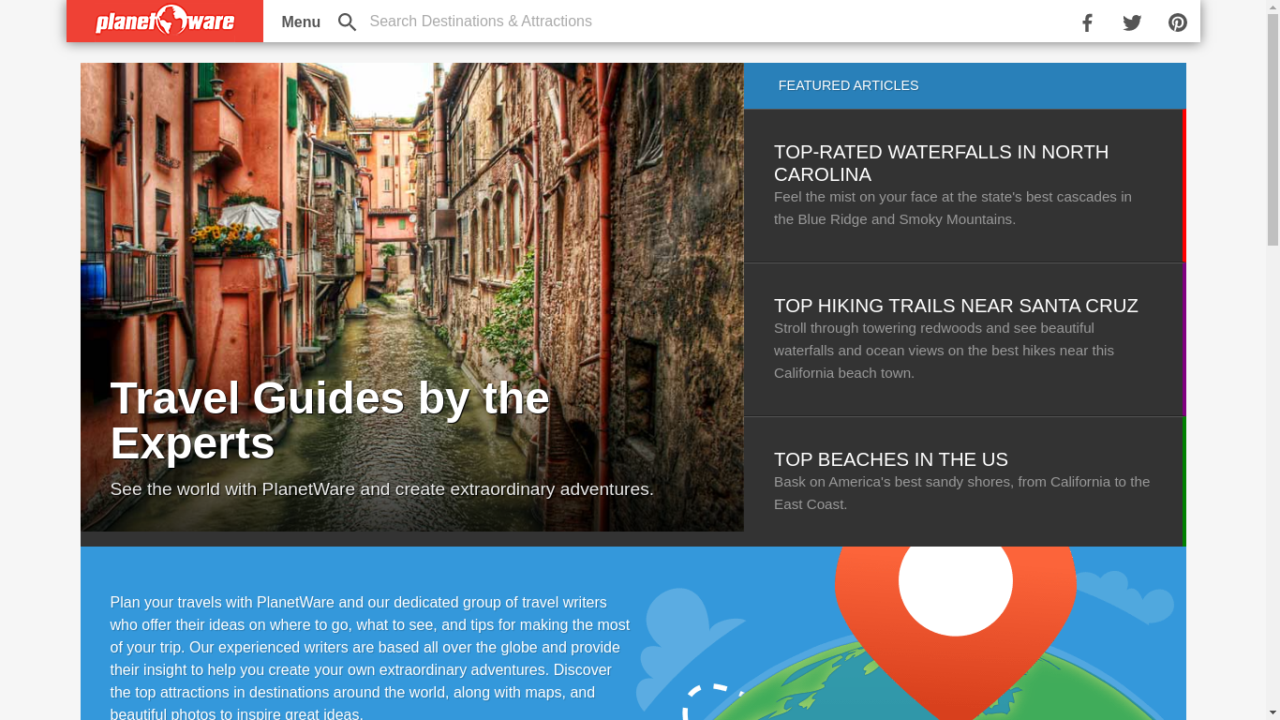 planetware
Menu
Search Destinations & Attractions
Travel Guides by the
Experts
See the world with PlanetWare and create extraordinary adventures.
FEATURED ARTICLES
TOP-RATED WATERFALLS IN NORTH
CAROLINA
Feel the mist on your face at the state's best cascades in
the Blue Ridge and Smoky Mountains.
TOP HIKING TRAILS NEAR SANTA CRUZ
Stroll through towering redwoods and see beautiful
waterfalls and ocean views on the best hikes near this
California beach town.
TOP BEACHES IN THE US
Bask on America's best sandy shores, from California to the
East Coast.
Plan your travels with PlanetWare and our dedicated group of travel writers
who offer their ideas on where to go, what to see, and tips for making the most
of your trip. Our experienced writers are based all over the globe and provide
their insight to help you create your own extraordinary adventures. Discover
the top attractions in destinations around the world, along with maps, and
beautiful photos to inspire great ideas.